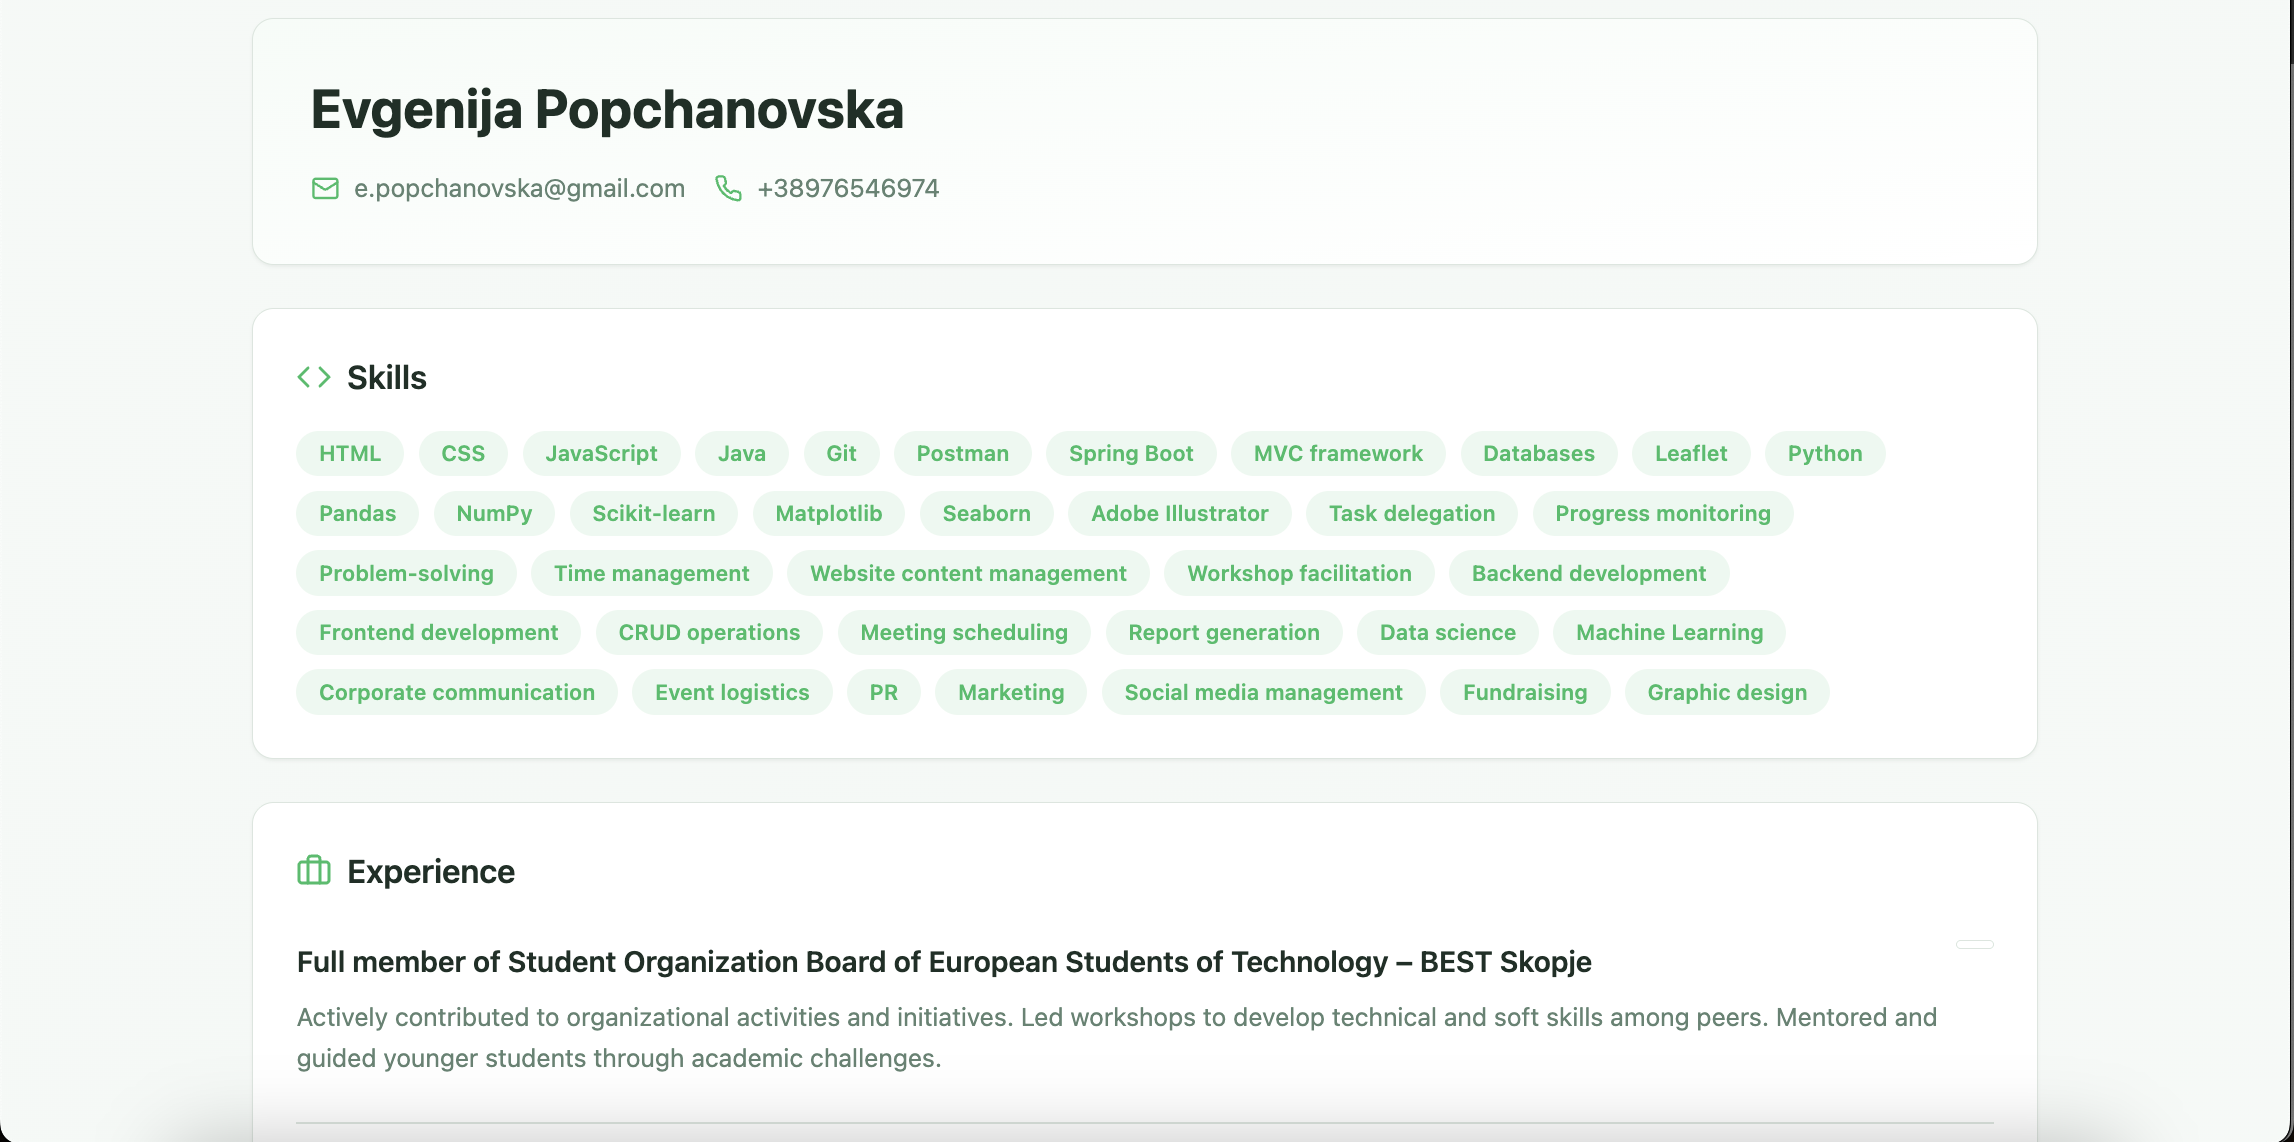 Evgenija Popchanovska
e.popchanovska@gmail.com +38976546974
Skills
HTML CSS JavaScript Java Git Postman Spring Boot MVC framework Databases Leaflet Python
Pandas NumPy Scikit-learn Matplotlib Seaborn Adobe Illustrator Task delegation Progress monitoring
Problem-solving Time management Website content management Workshop facilitation Backend development
Frontend development CRUD operations Meeting scheduling Report generation Data science Machine Learning
Corporate communication Event logistics PR Marketing Social media management Fundraising Graphic design
Experience
Full member of Student Organization Board of European Students of Technology – BEST Skopje
Actively contributed to organizational activities and initiatives. Led workshops to develop technical and soft skills among peers. Mentored and
guided younger students through academic challenges.